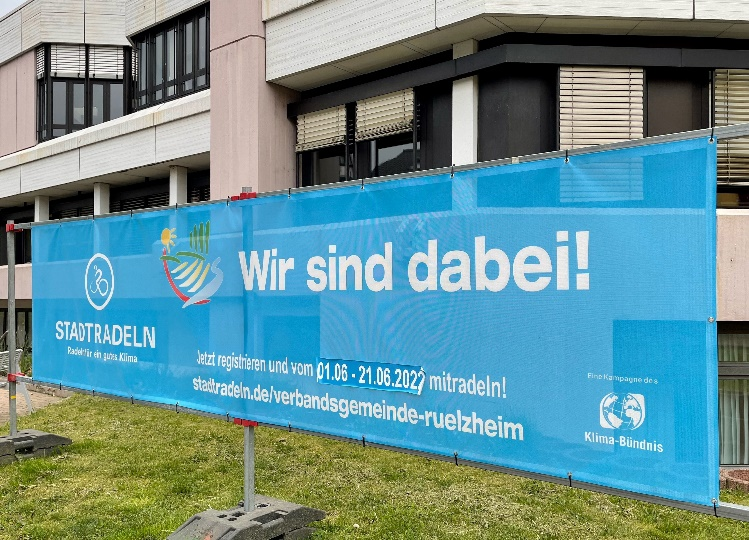 Wir sind dabei!
STADTRADELN
Radeln für ein gutes Klima
Jetzt registrieren und vom 01.06 - 21.06.2022 mitradeln!
stadtradeln.de/verbandsgemeinde-ruelzheim
Eine Kampagne des
Klima-Bündnis